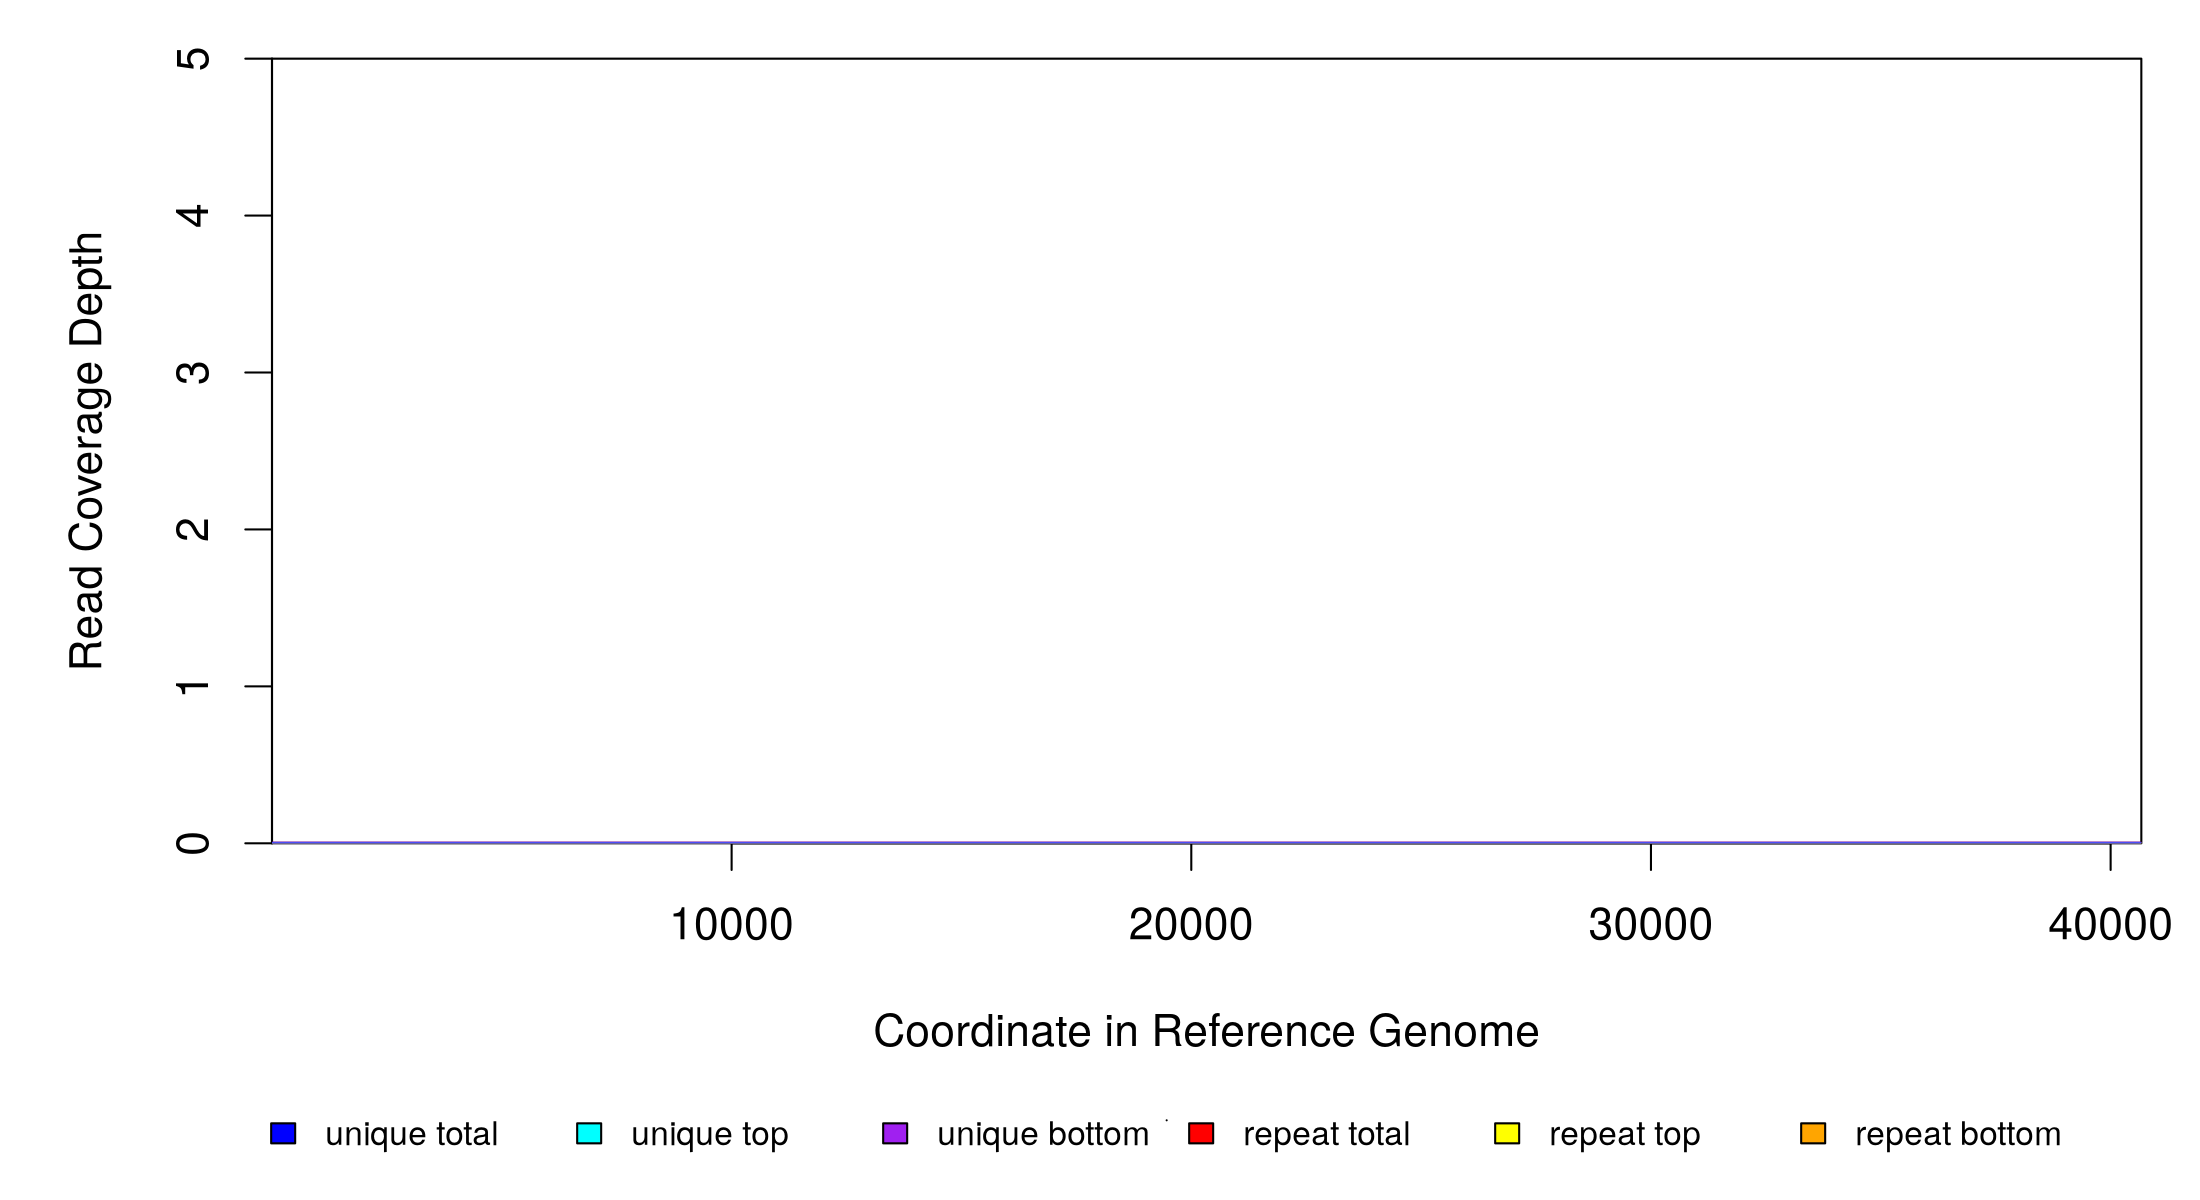 Read Coverage Depth
5
4
3
2
1
0
10000 20000 30000 40000
Coordinate in Reference Genome
unique total unique top unique bottom repeat total repeat top repeat bottom